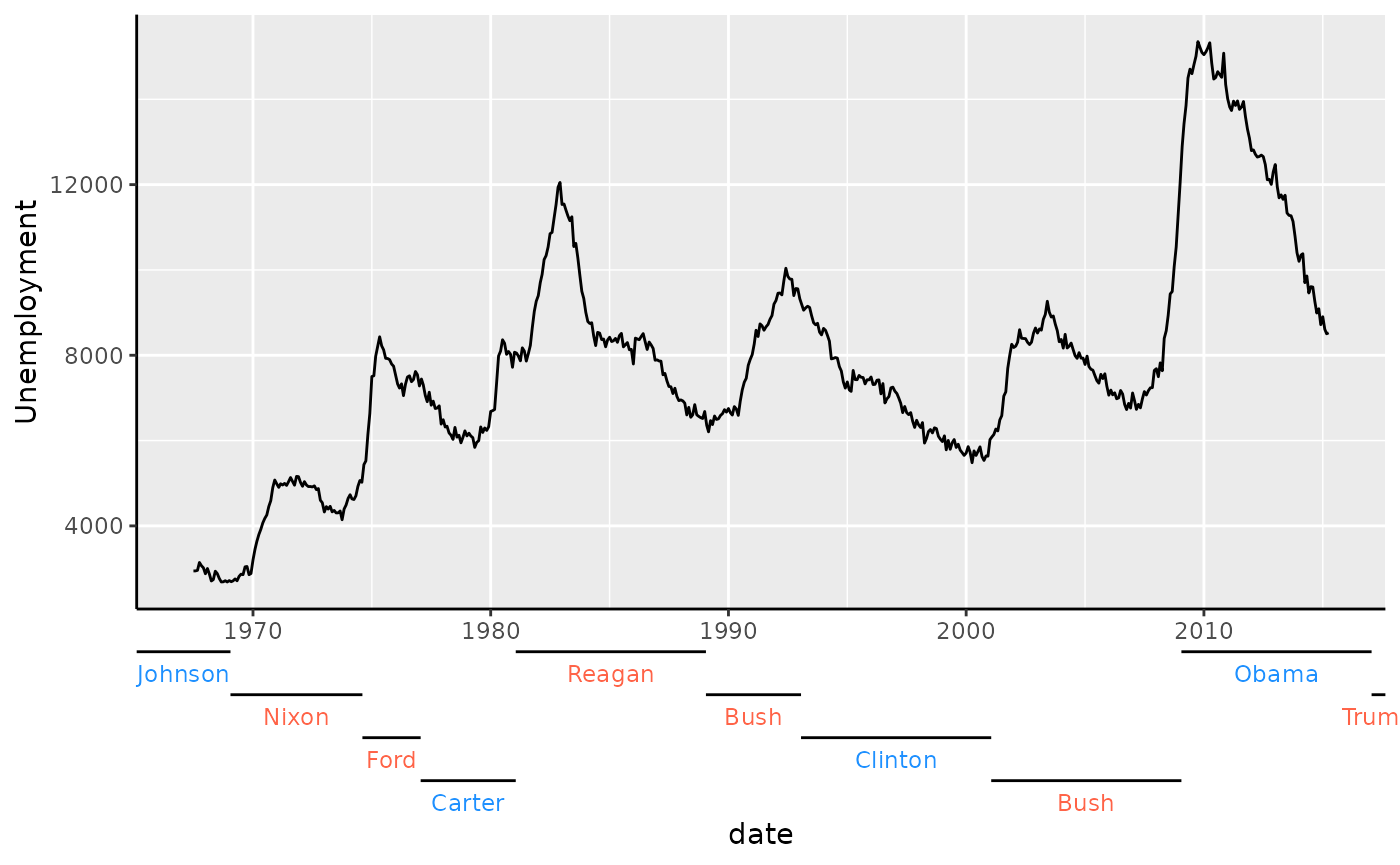 Unemployment
12000
8000
4000
1970 1980 1990 2000 2010
Johnson Reagan Obama
Nixon Bush Trum
Ford Clinton
Carter Bush
date